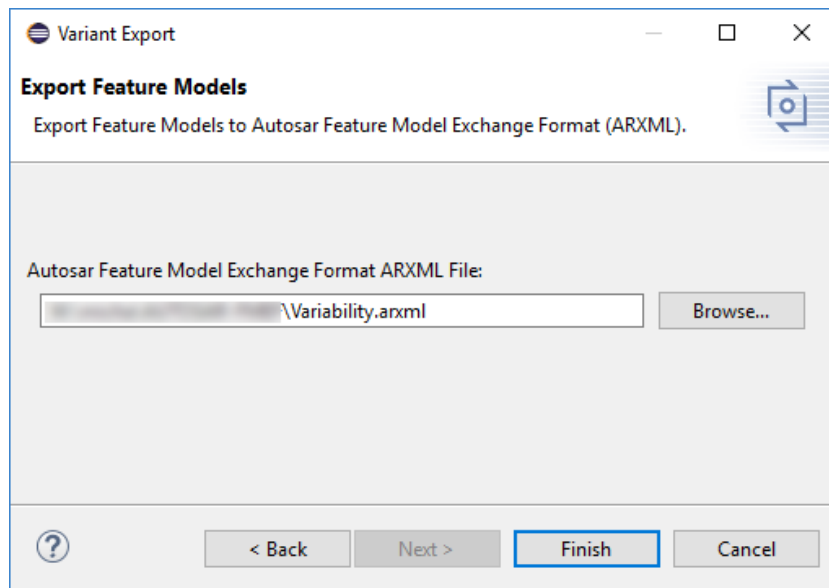 Variant Export
Export Feature Models
Export Feature Models to Autosar Feature Model Exchange Format (ARXML).
Autosar Feature Model Exchange Format ARXML File:
\Variability.arxml
Browse...
?
< Back
Next >
Finish
Cancel